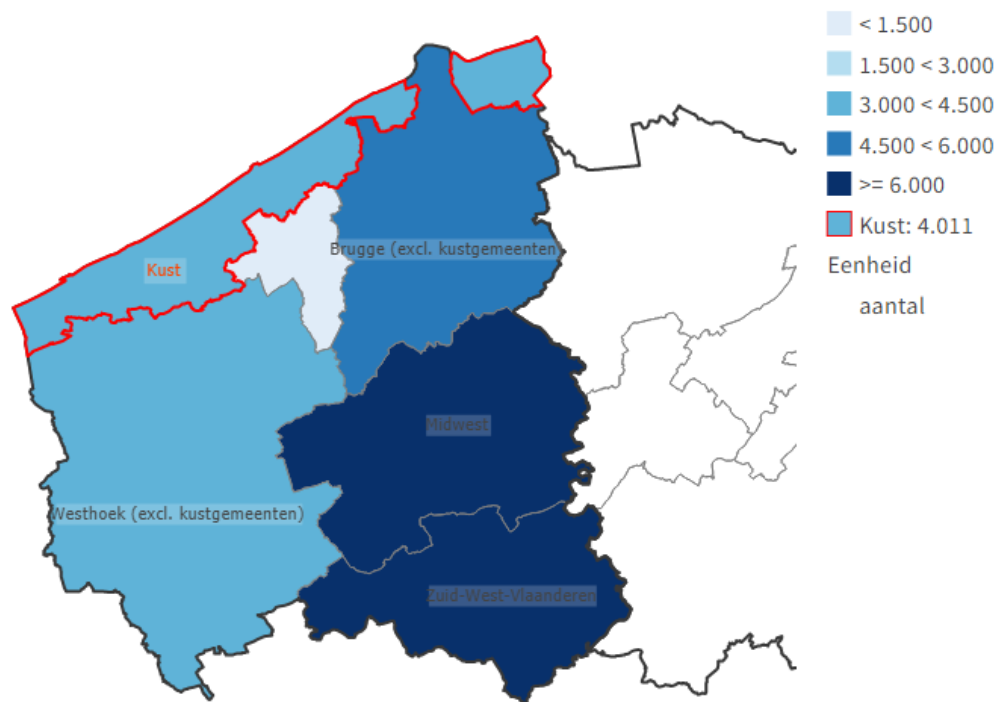 < 1.500
1.500 < 3.000
3.000 < 4.500
4.500 < 6.000
>= 6.000
Kust: 4.011
Eenheid
aantal
Brugge (excl. kustgemeenten)
Kust
Midwest
Westhoek (excl. kustgemeenten)
Zuid-West-Vlaanderen